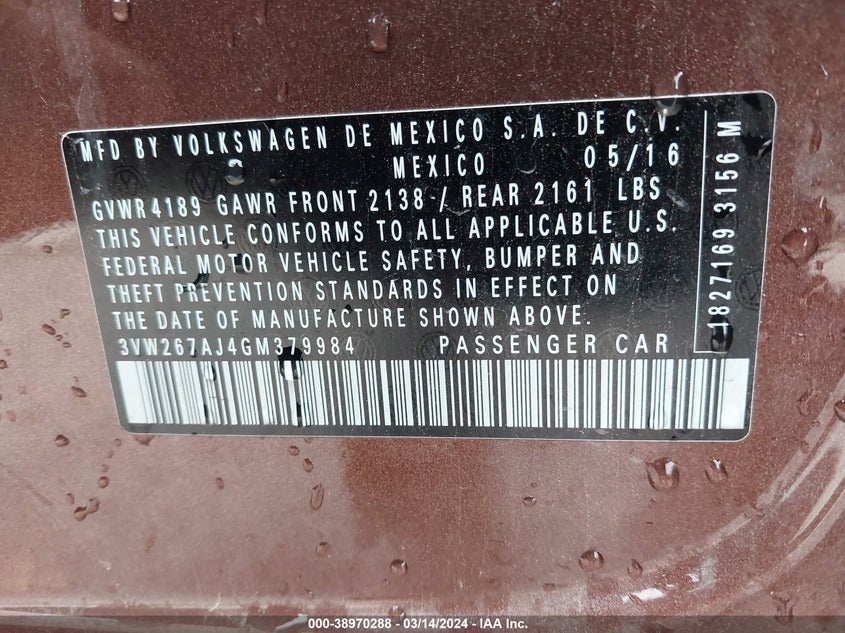 MFD BY VOLKSWAGEN DE MEXICO S.A. DE C.V.
MEXICO 05/16
GVWR4189 GAWR FRONT 2138 / REAR 2161 LBS
THIS VEHICLE CONFORMS TO ALL APPLICABLE U.S.
FEDERAL MOTOR VEHICLE SAFETY, BUMPER AND
THEFT PREVENTION STANDARDS IN EFFECT ON
THE DATE OF MANUFACTURE SHOWN ABOVE.
3VW267AJ4GM379984 PASSENGER CAR
1827169 3156 M
000-38970288 - 03/14/2024 - IAA Inc.